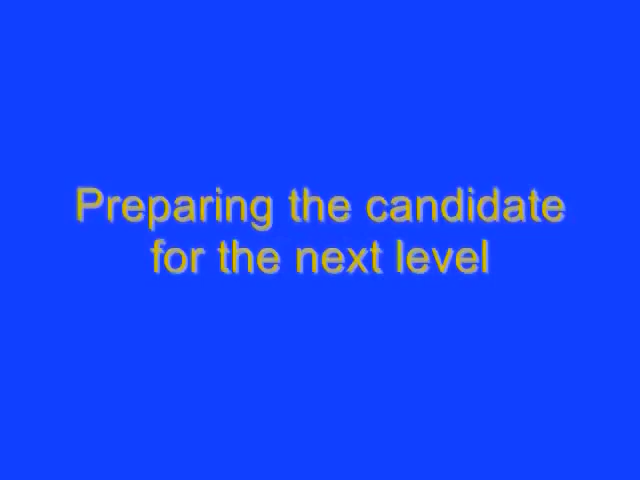 Preparing the candidate
for the next level